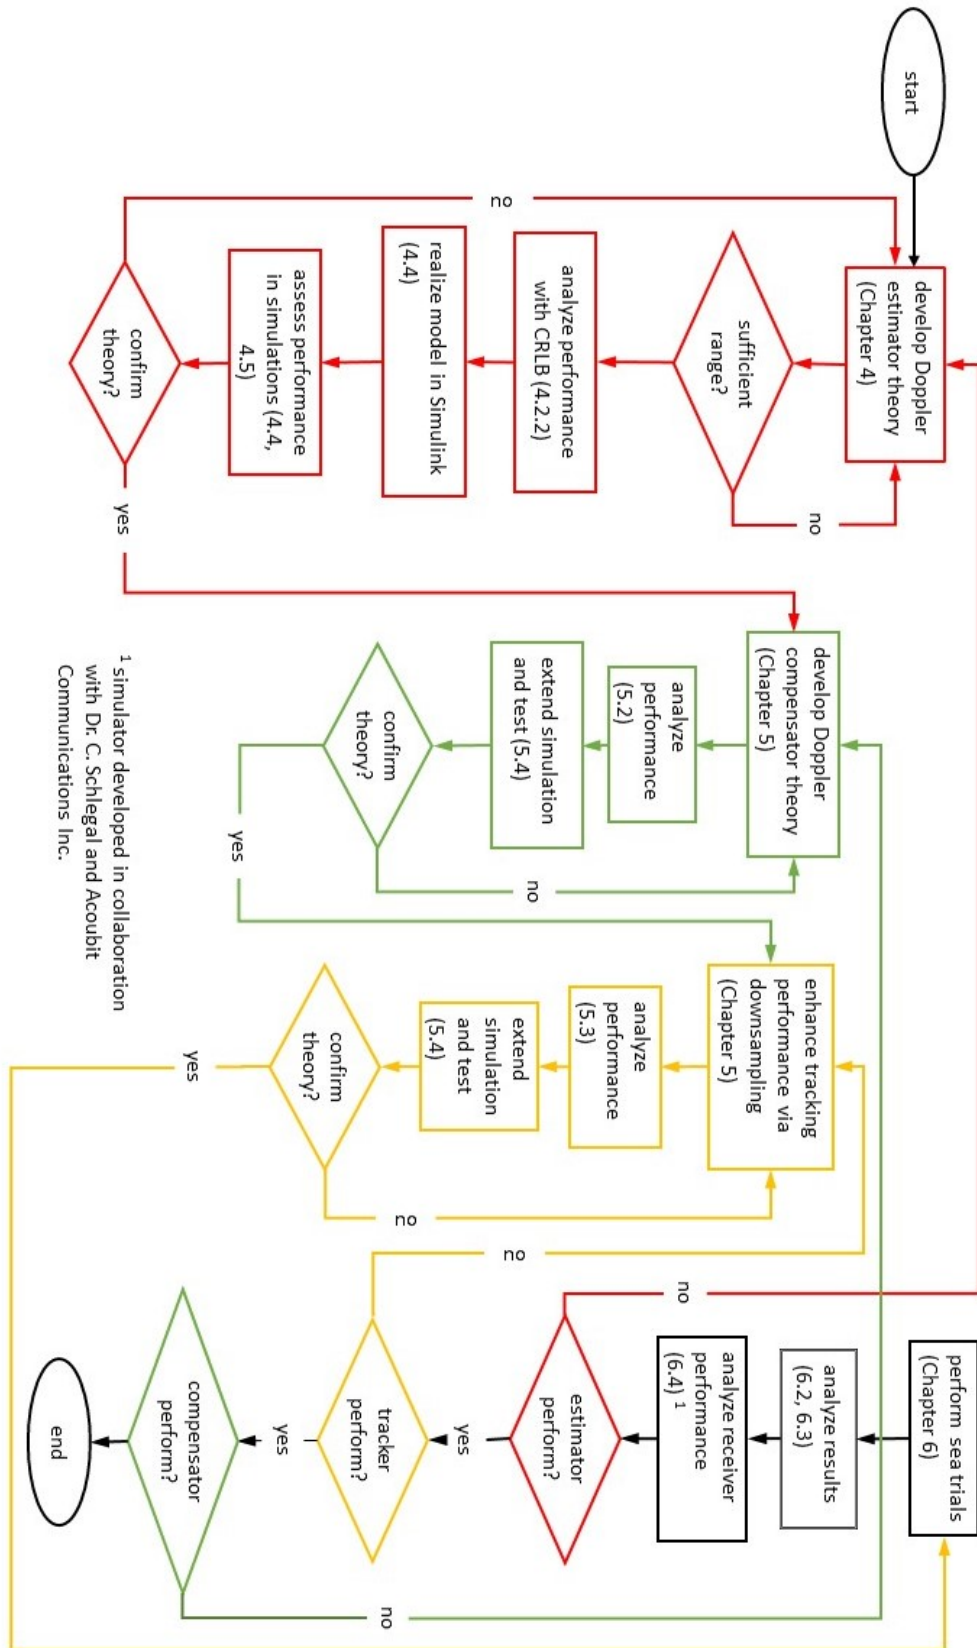 start
develop Doppler
estimator theory
(Chapter 4)
sufficient
range?
no
analyze performance
with CRLB (4.2.2)
realize model in Simulink
(4.4)
assess performance
in simulations (4.4,
4.5)
confirm
theory?
no
yes
develop Doppler
compensator theory
(Chapter 5)
analyze
performance
(5.2)
extend simulation
and test (5.4)
confirm
theory?
no
yes
enhance tracking
performance via
downsampling
(Chapter 5)
analyze
performance
(5.3)
extend
simulation
and test
(5.4)
confirm
theory?
no
yes
perform sea trials
(Chapter 6)
analyze results
(6.2, 6.3)
analyze receiver
performance
(6.4) 1
estimator
perform?
no
yes
tracker
perform?
no
yes
compensator
perform?
no
end
1 simulator developed in collaboration
with Dr. C. Schlegal and Acoubit
Communications Inc.